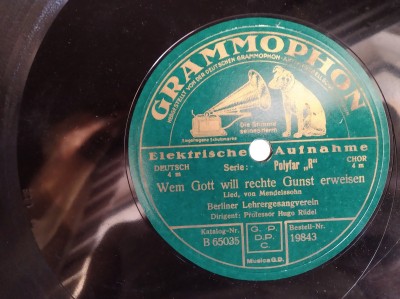 GRAMMOPHON
HERGESTELLT VON DER DEUTSCHEN GRAMMOPHON-
Die Stimme
seines Herrn
Eingetragene Schutzmarke
Elektrische Aufnahme
DEUTSCH Serie: Polyfar „R" CHOR
4 m 4 m
Wem Gott will rechte Gunst erweisen
Lied, von Mendelssohn
Berliner Lehrergesangverein
Dirigent: Professor Hugo Rüdel
Katalog-Nr. G. P. Bestell-Nr.
B 65035 D.P. 19843
C.
Musica G.D.